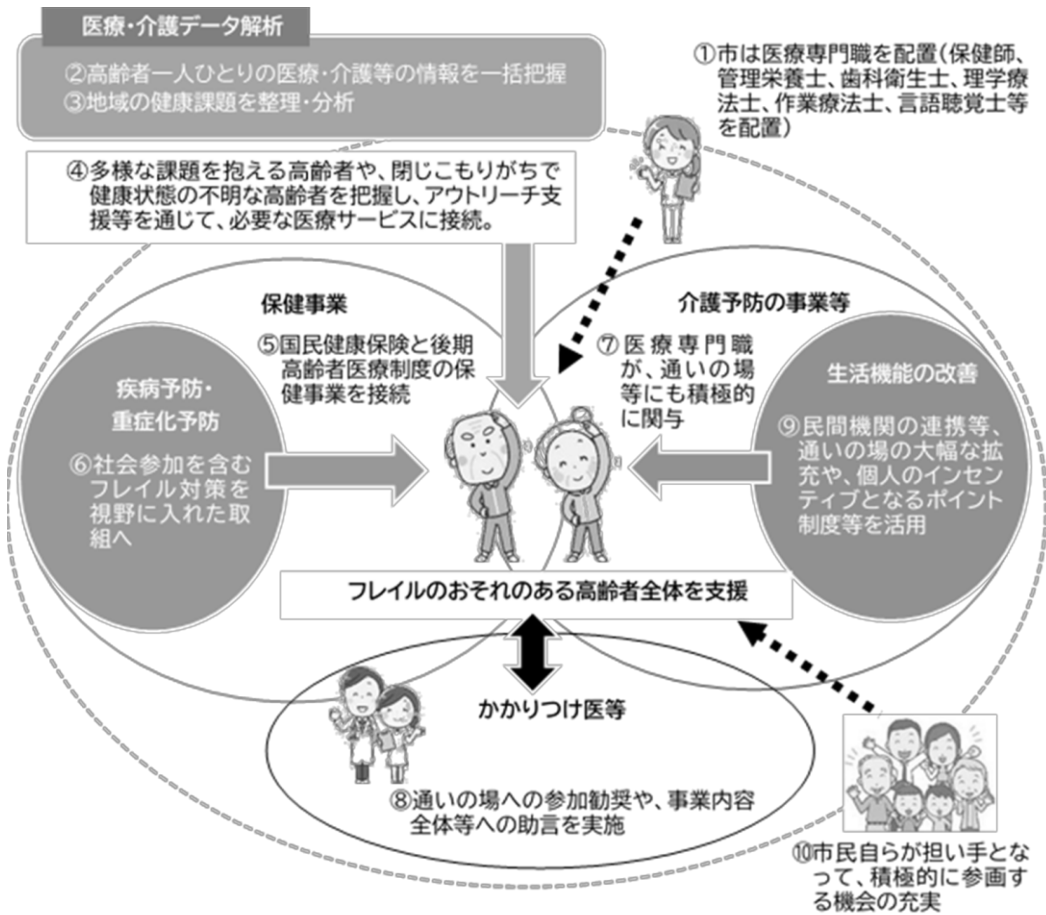 医療・介護データ解析
②高齢者一人ひとりの医療・介護等の情報を一括把握
③地域の健康課題を整理・分析
①市は医療専門職を配置(保健師、
管理栄養士、歯科衛生士、理学療
法士、作業療法士、言語聴覚士等
を配置)
④多様な課題を抱える高齢者や、閉じこもりがちで
健康状態の不明な高齢者を把握し、アウトリーチ支
援等を通じて、必要な医療サービスに接続。
保健事業
⑤国民健康保険と後期
高齢者医療制度の保
健事業を接続
疾病予防・
重症化予防
⑥社会参加を含む
フレイル対策を
視野に入れた取
組へ
介護予防の事業等
⑦医療専門職
が、通いの場
等にも積極的
に関与
生活機能の改善
⑨民間機関の連携等、
通いの場の大幅な拡
充や、個人のインセン
ティブとなるポイント
制度等を活用
フレイルのおそれのある高齢者全体を支援
かかりつけ医等
⑧通いの場への参加勧奨や、事業内容
全体等への助言を実施
⑩市民自らが担い手とな
って、積極的に参画す
る機会の充実